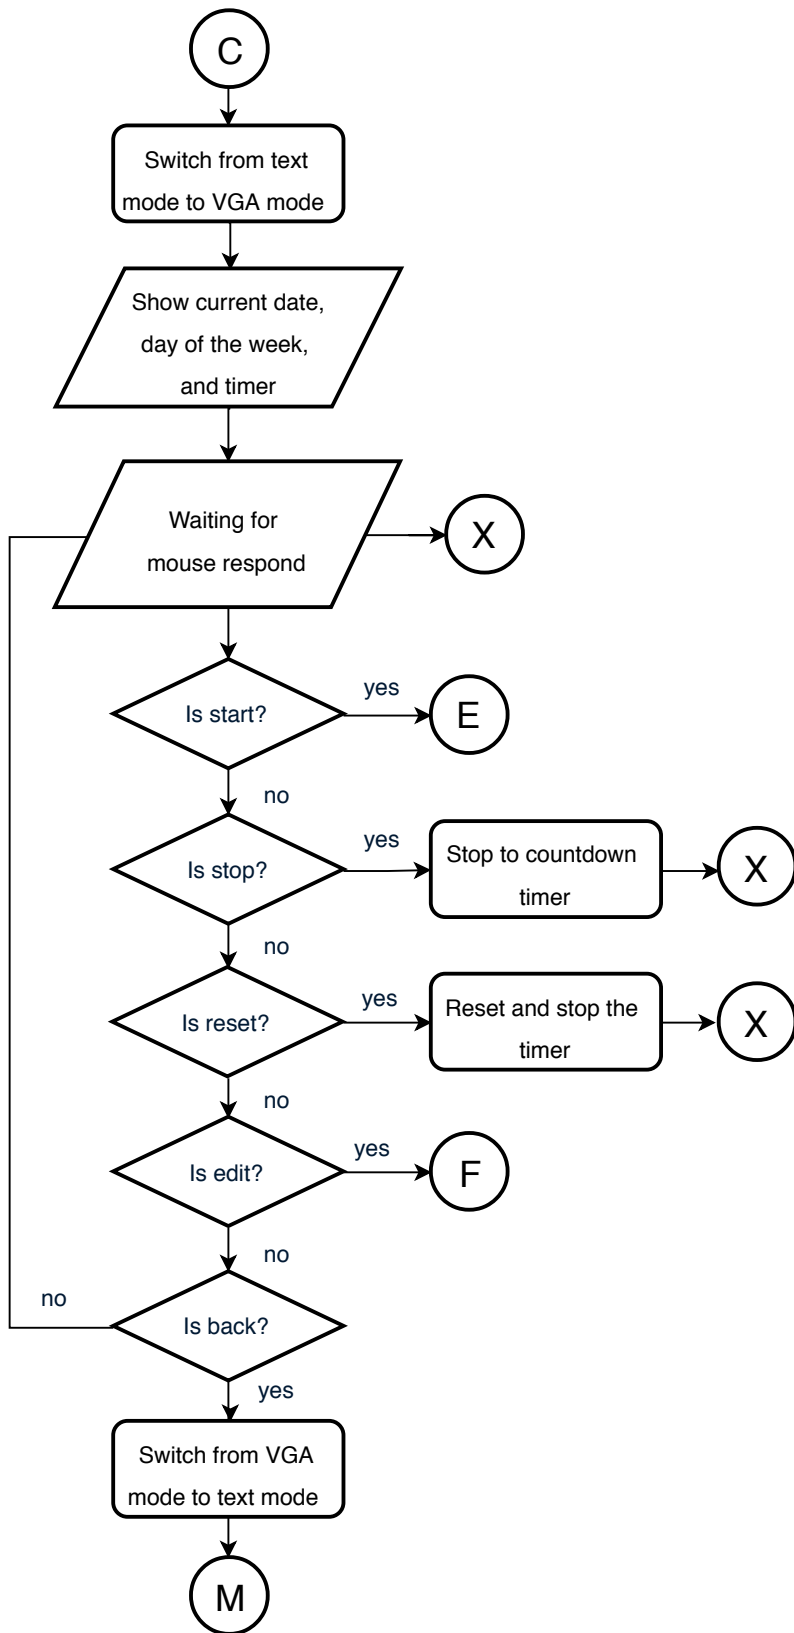 C
Switch from text
mode to VGA mode
Show current date,
day of the week,
and timer
Waiting for
mouse respond
X
Is start?
yes
E
no
Is stop?
yes
Stop to countdown
timer
X
no
Is reset?
yes
Reset and stop the
timer
X
no
Is edit?
yes
F
no
Is back?
no
yes
Switch from VGA
mode to text mode
M